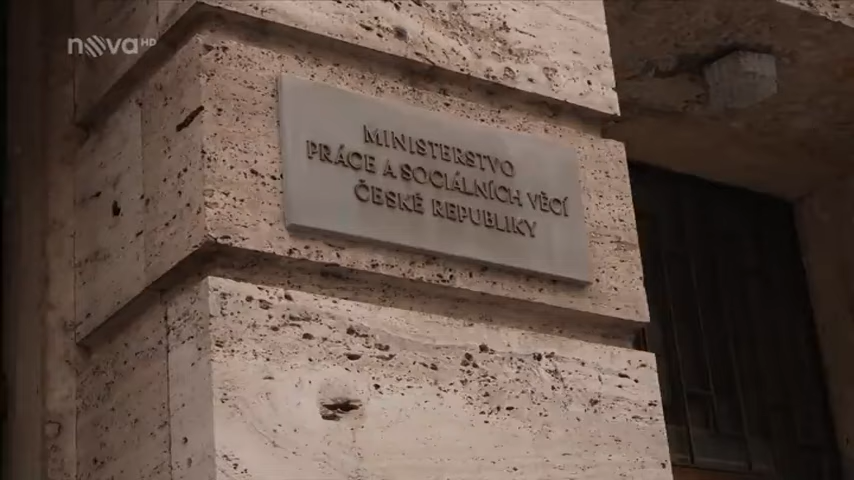 nova HD
MINISTERSTVO
PRÁCE A SOCIÁLNÍCH VĚCÍ
ČESKÉ REPUBLIKY